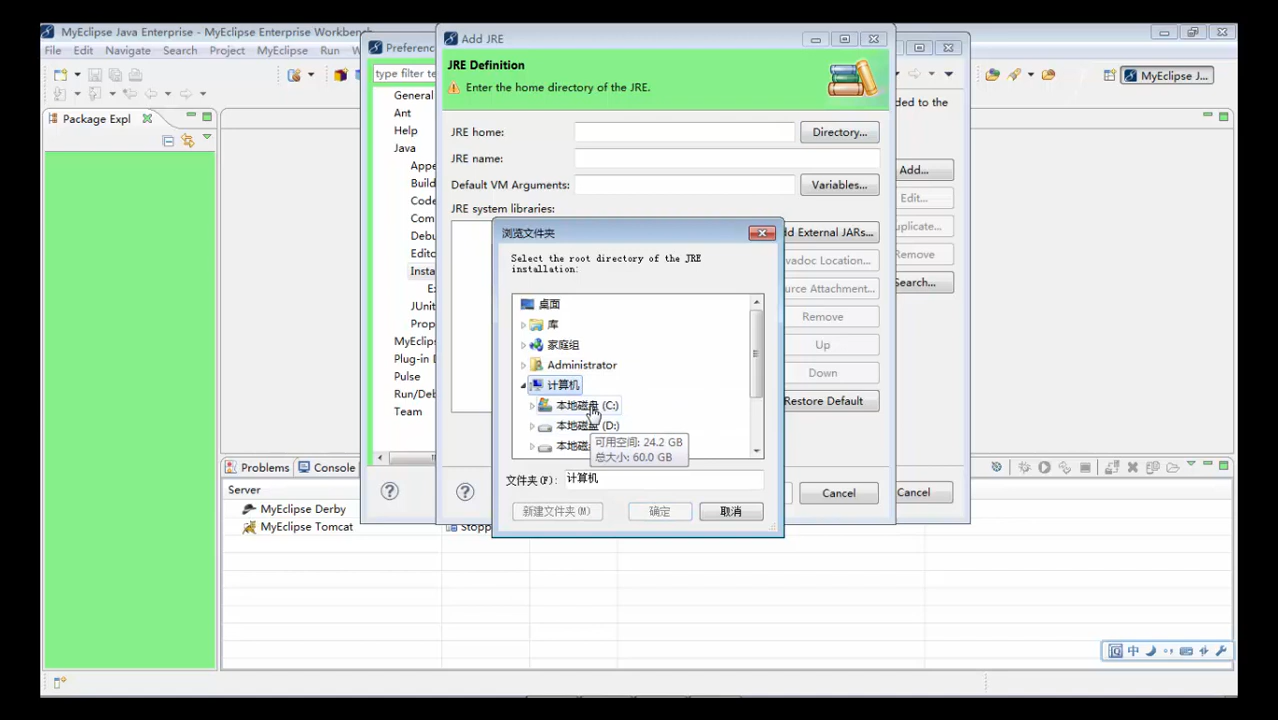 MyEclipse Java Enterprise - MyEclipse Enterprise Workbench
File Edit Navigate Search Project MyEclipse Run
MyEclipse J...
Package Expl
Preferenc
type filter te
General
Ant
Help
Java
Appe
Build
Code
Com
Debu
Edito
Insta
JUnit
Prop
MyEclips
Plug-in D
Pulse
Run/Deb
Team
ded to the
Add...
Edit...
uplicate...
Remove
Search...
Cancel
Add JRE
JRE Definition
Enter the home directory of the JRE.
JRE home: Directory...
JRE name:
Default VM Arguments: Variables...
JRE system libraries:
dd External JARs...
vadoc Location...
urce Attachment...
Remove
Up
Down
Restore Default
Cancel
浏览文件夹
Select the root directory of the JRE
installation:
桌面
库
家庭组
Administrator
计算机
本地磁盘 (C:)
本地磁盘 (D:)
本地磁
可用空间: 24.2 GB
总大小: 60.0 GB
文件夹(F): 计算机
新建文件夹(M) 确定 取消
Problems Console
Server
MyEclipse Derby
MyEclipse Tomcat Stopp
中